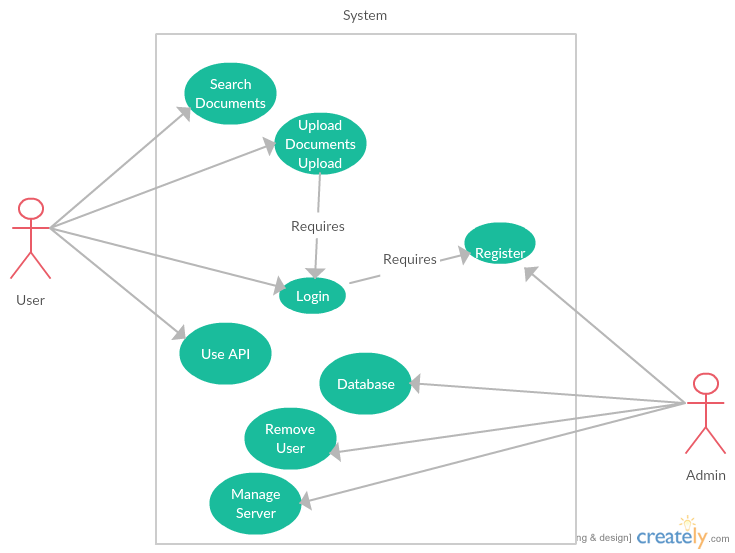 System
Search
Documents
Upload
Documents
Upload
Requires
Requires
Register
Login
User
Use API
Database
Remove
User
Admin
Manage
Server
ng & design]
creately.com